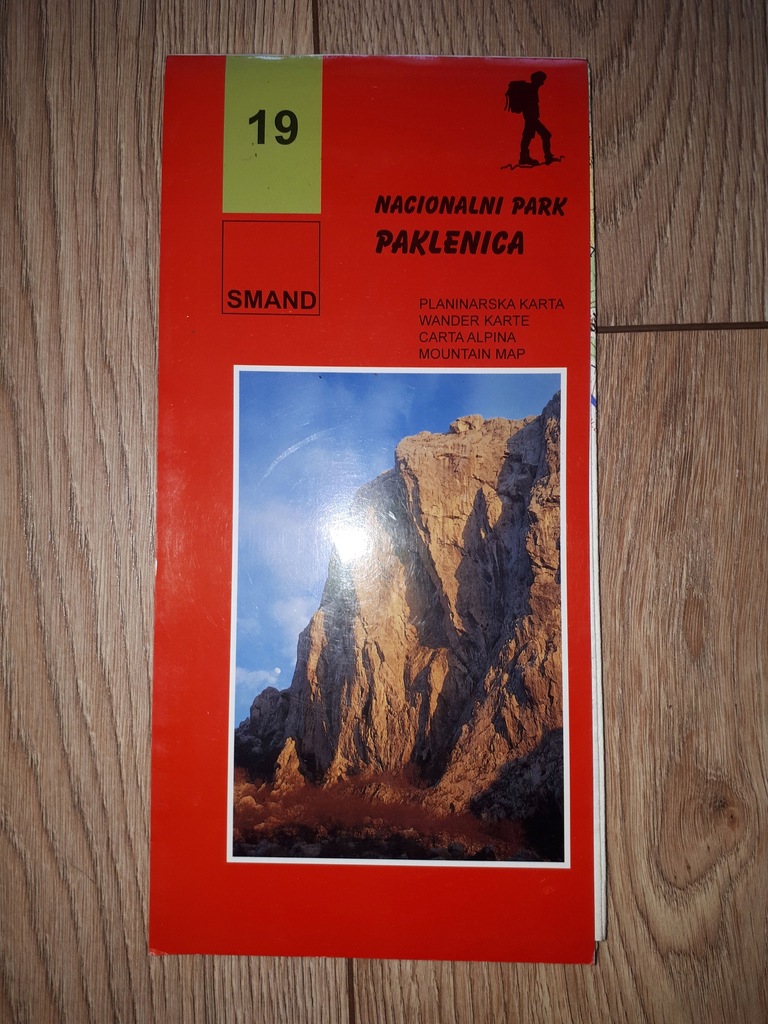 19
SMAND
NACIONALNI PARK
PAKLENICA
PLANINARSKA KARTA
WANDER KARTE
CARTA ALPINA
MOUNTAIN MAP